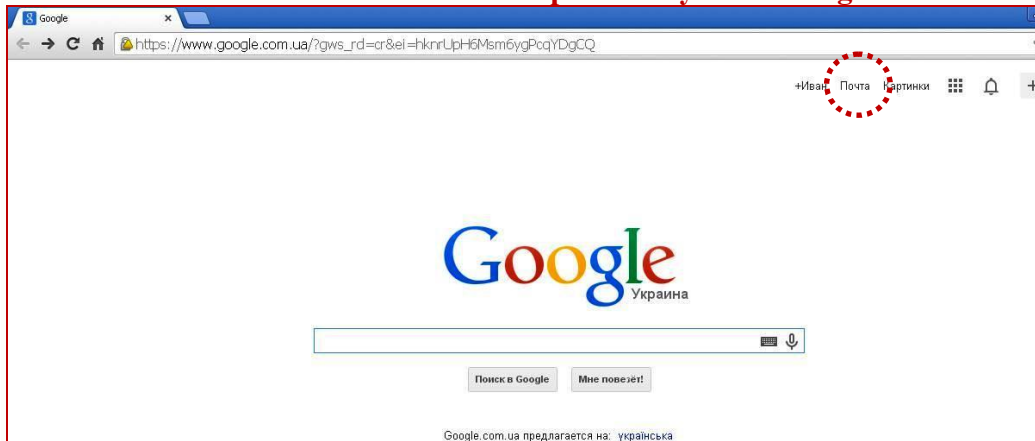 Google
https://www.google.com.ua/?gws_rd=cr&ei=hknrUpH6Msm6ygPcqYDgCQ
+Иван Почта Картинки
Google
Украина
Поиск в Google Мне повезёт!
Google.com.ua предлагается на: українська